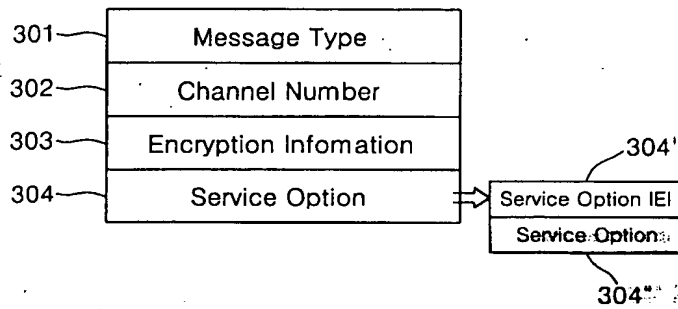 301 Message Type
302 Channel Number
303 Encryption Infomation
304'
304 Service Option
Service Option IEI
Service Option
304"